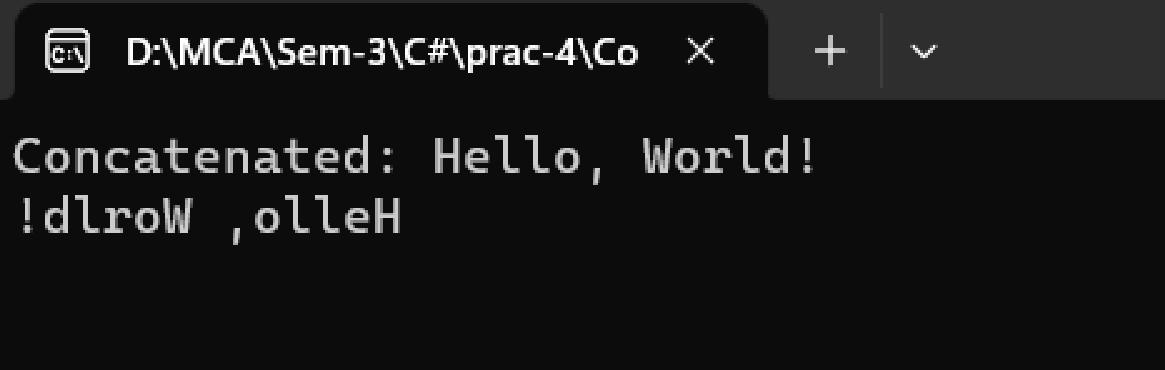 D:\MCA\Sem-3\C#\prac-4\Co
Concatenated: Hello, World!
!dlroW ,olleH